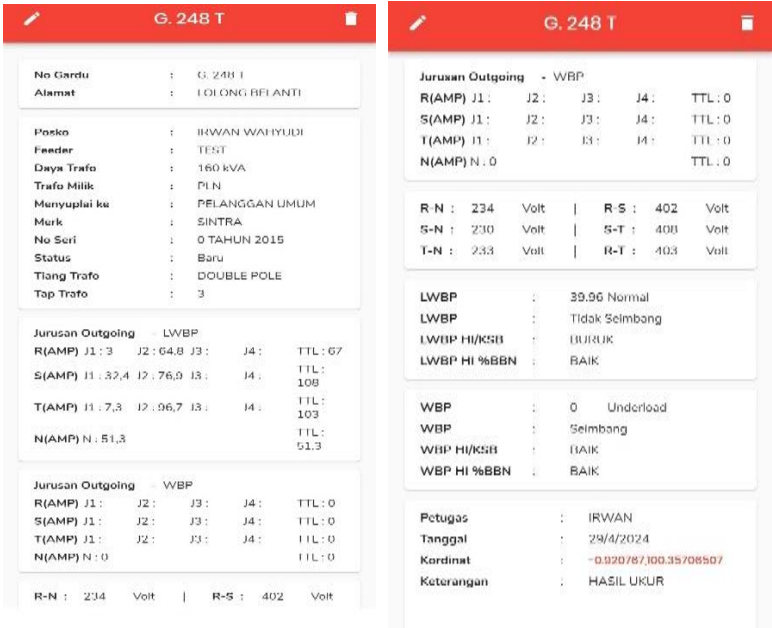 G. 248 T
No Gardu : G. 248 T
Alamat : LOLONG BELANTI
Posko : IRWAN WAHYUDI
Feeder : TEST
Daya Trafo : 160 kVA
Trafo Milik : PLN
Menyuplai ke : PELANGGAN UMUM
Merk : SINTRA
No Seri : 0 TAHUN 2015
Status : Baru
Tiang Trafo : DOUBLE POLE
Tap Trafo : 3
Jurusan Outgoing - LWBP
R(AMP) J1 : 3 J2 : 64,8 J3 : J4 : TTL : 67
S(AMP) J1 : 32,4 J2 : 76,9 J3 : J4 : TTL : 108
T(AMP) J1 : 7,3 J2 : 96,7 J3 : J4 : TTL : 103
N(AMP) N : 51,3 TTL : 51.3
Jurusan Outgoing - WBP
R(AMP) J1 : J2 : J3 : J4 : TTL : 0
S(AMP) J1 : J2 : J3 : J4 : TTL : 0
T(AMP) J1 : J2 : J3 : J4 : TTL : 0
N(AMP) N : 0 TTL : 0
R-N : 234 Volt | R-S : 402 Volt
G. 248 T
Jurusan Outgoing - WBP
R(AMP) J1 : J2 : J3 : J4 : TTL : 0
S(AMP) J1 : J2 : J3 : J4 : TTL : 0
T(AMP) J1 : J2 : J3 : J4 : TTL : 0
N(AMP) N : 0 TTL : 0
R-N : 234 Volt | R-S : 402 Volt
S-N : 230 Volt | S-T : 408 Volt
T-N : 233 Volt | R-T : 403 Volt
LWBP : 39.96 Normal
LWBP : Tidak Seimbang
LWBP HI/KSB : BURUK
LWBP HI %BBN : BAIK
WBP : 0 Underload
WBP : Seimbang
WBP HI/KSB : BAIK
WBP HI %BBN : BAIK
Petugas : IRWAN
Tanggal : 29/4/2024
Kordinat : -0.920767,100.35706507
Keterangan : HASIL UKUR